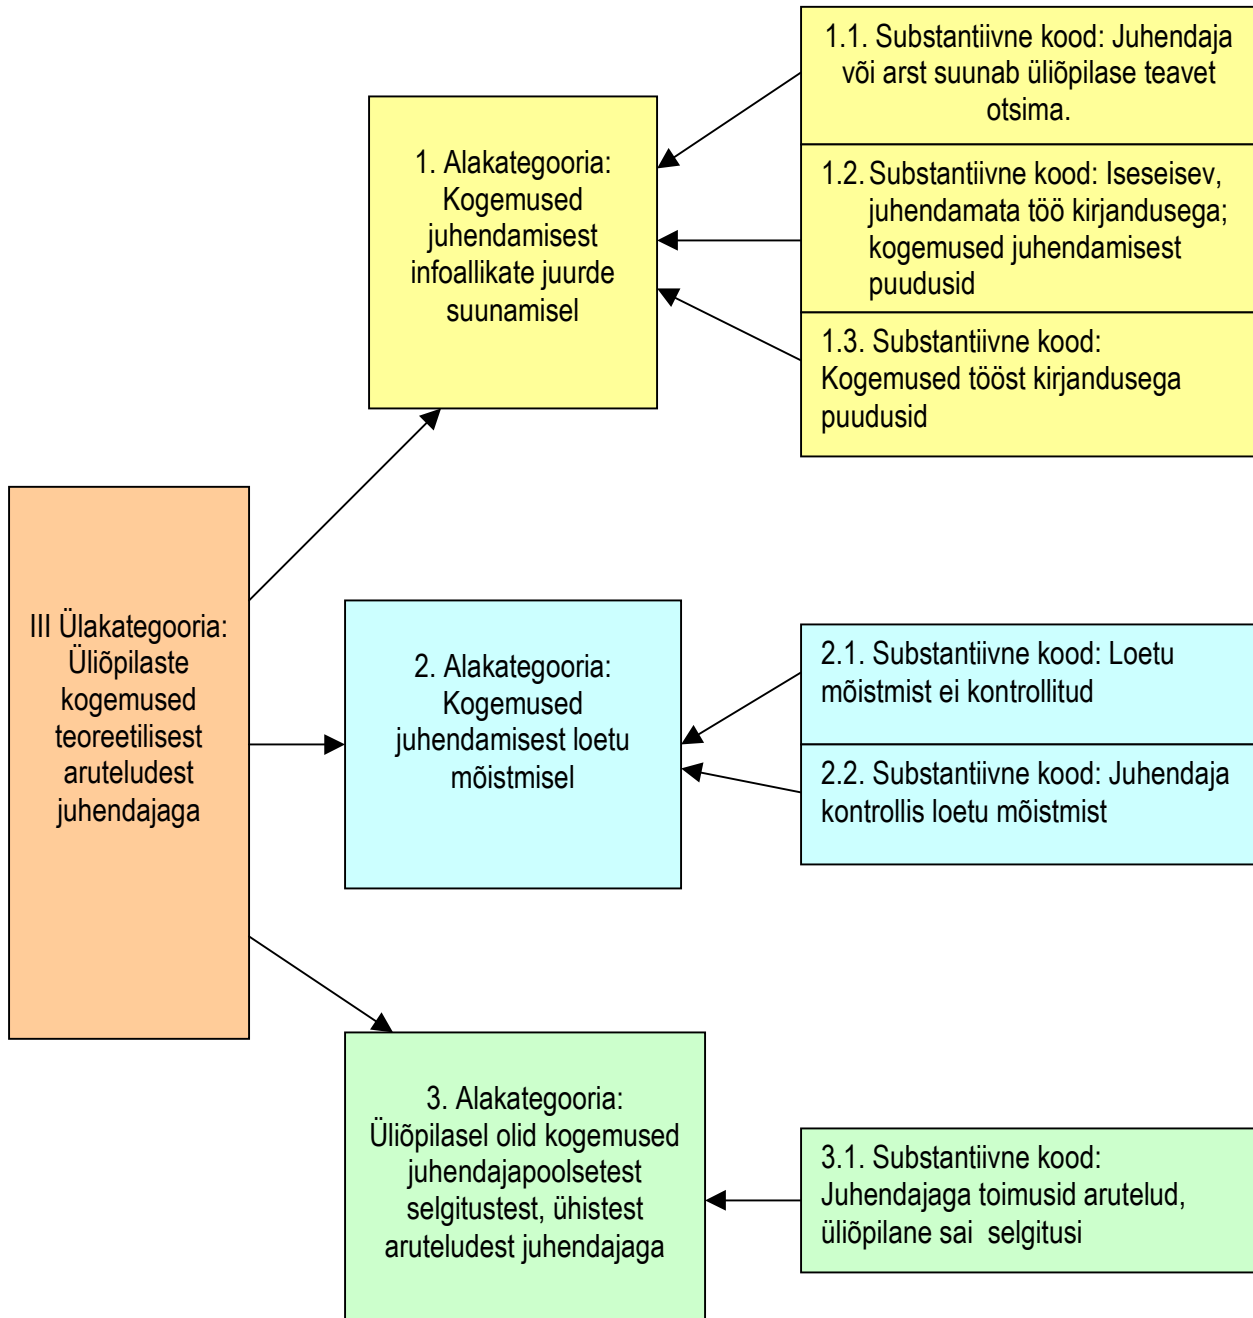 1.1. Substantiivne kood: Juhendaja
või arst suunab üliõpilase teavet
otsima.
1.2. Substantiivne kood: Iseseisev,
juhendamata töö kirjandusega;
kogemused juhendamisest
puudusid
1.3. Substantiivne kood:
Kogemused tööst kirjandusega
puudusid
1. Alakategooria:
Kogemused
juhendamisest
infoallikate juurde
suunamisel
III Ülakategooria:
Üliõpilaste
kogemused
teoreetilisest
aruteludest
juhendajaga
2. Alakategooria:
Kogemused
juhendamisest loetu
mõistmisel
2.1. Substantiivne kood: Loetu
mõistmist ei kontrollitud
2.2. Substantiivne kood: Juhendaja
kontrollis loetu mõistmist
3. Alakategooria:
Üliõpilasel olid kogemused
juhendajapoolsetest
selgitustest, ühistest
aruteludest juhendajaga
3.1. Substantiivne kood:
Juhendajaga toimusid arutelud,
üliõpilane sai  selgitusi